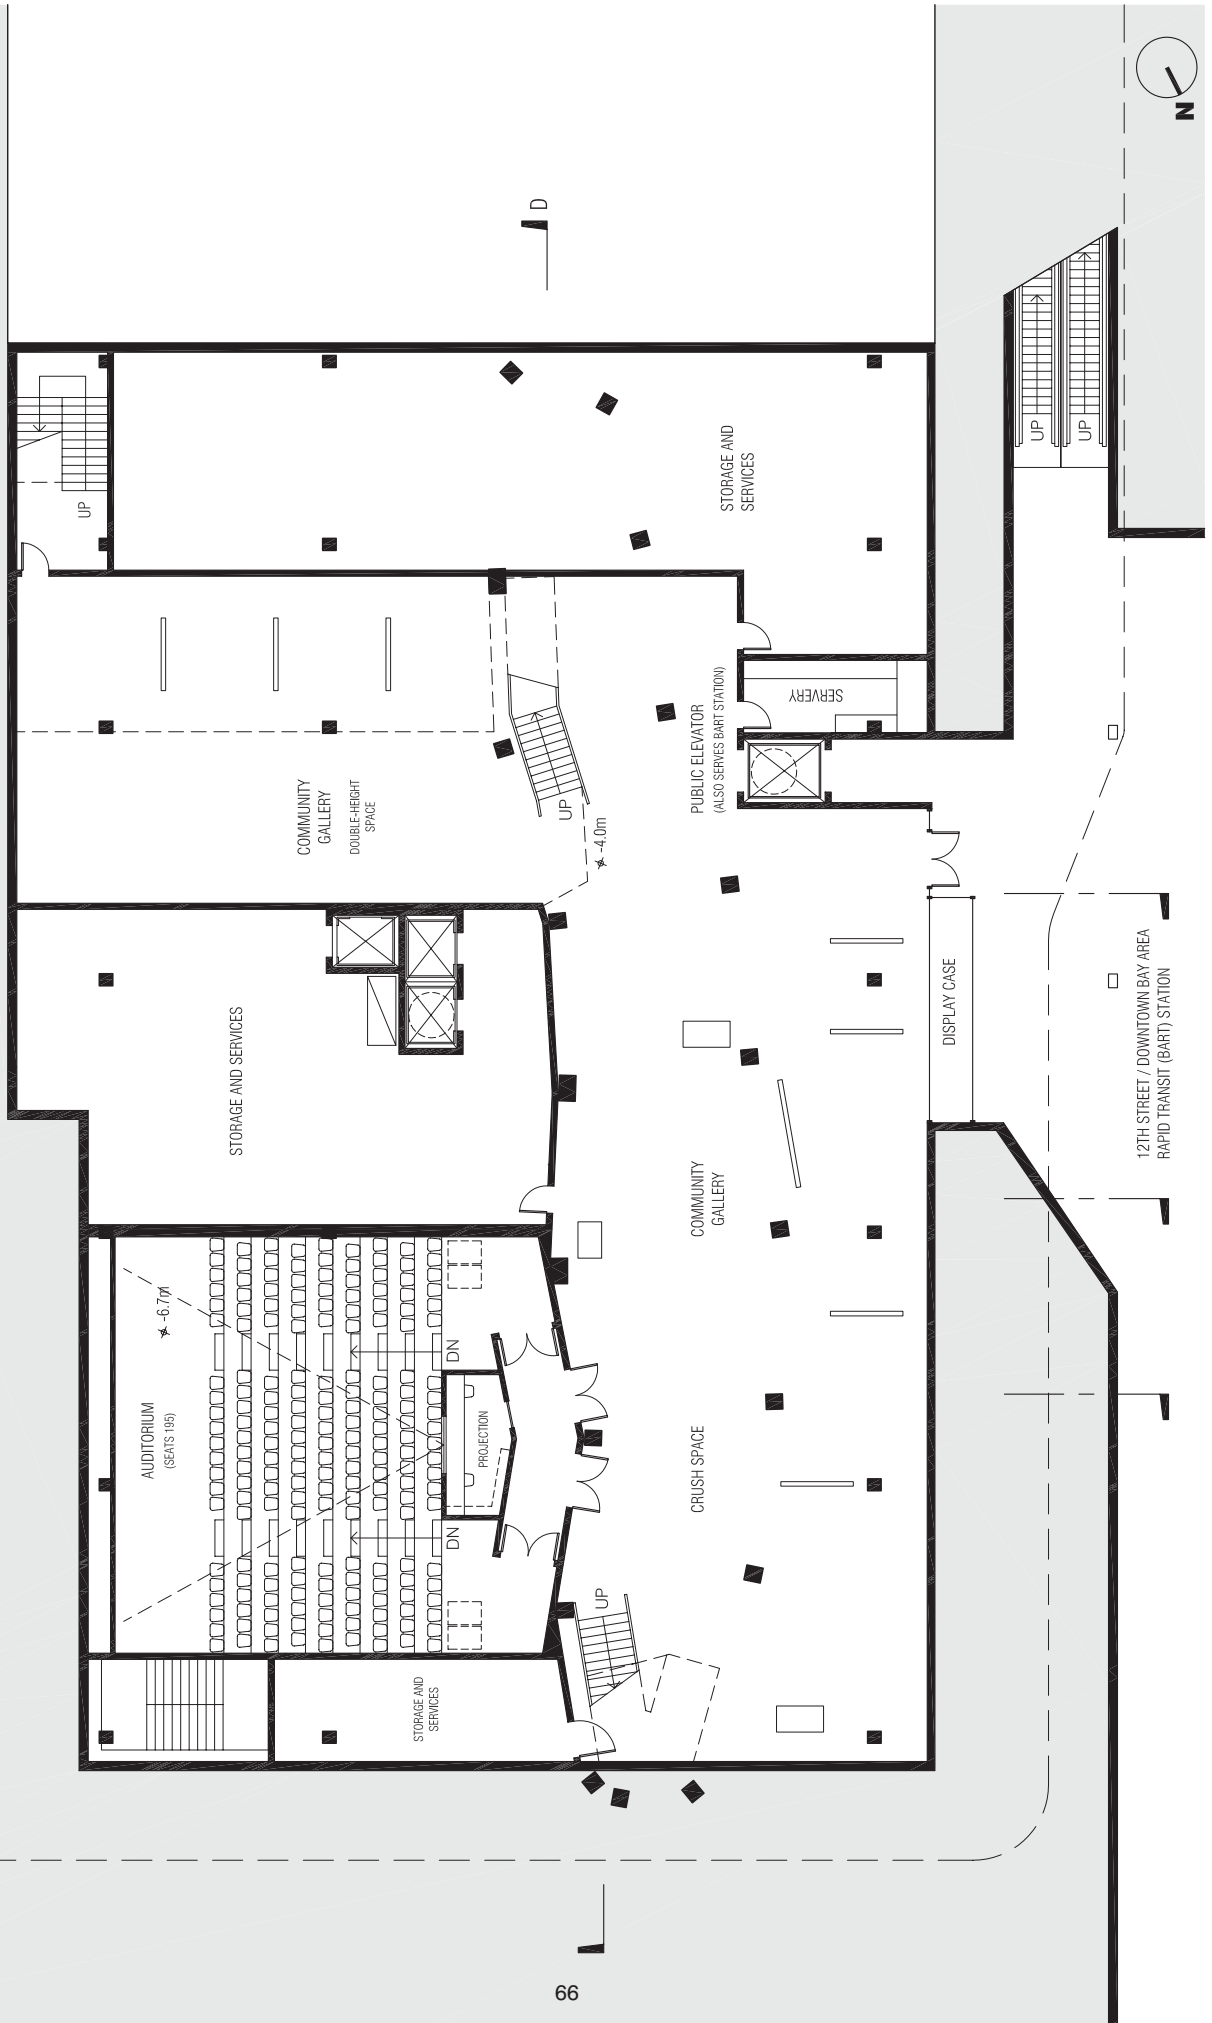 N
D
UP
UP
UP
STORAGE AND
SERVICES
SERVERY
PUBLIC ELEVATOR
(ALSO SERVES BART STATION)
COMMUNITY
GALLERY
DOUBLE-HEIGHT
SPACE
UP
-4.0m
STORAGE AND SERVICES
DISPLAY CASE
12TH STREET / DOWNTOWN BAY AREA
RAPID TRANSIT (BART) STATION
COMMUNITY
GALLERY
-6.7m
AUDITORIUM
(SEATS 195)
DN
PROJECTION
DN
CRUSH SPACE
UP
STORAGE AND
SERVICES
66